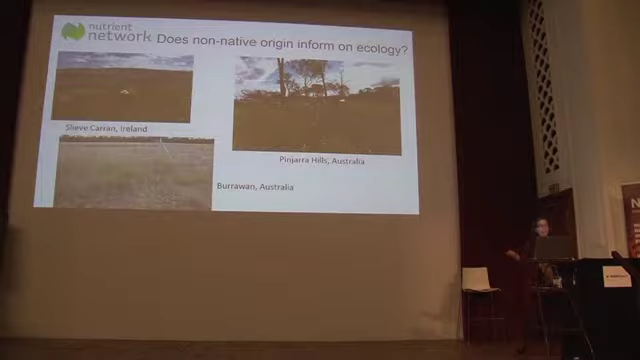 nutrient
network Does non-native origin inform on ecology?
Slieve Carran, Ireland
Pinjarra Hills, Australia
Burrawan, Australia